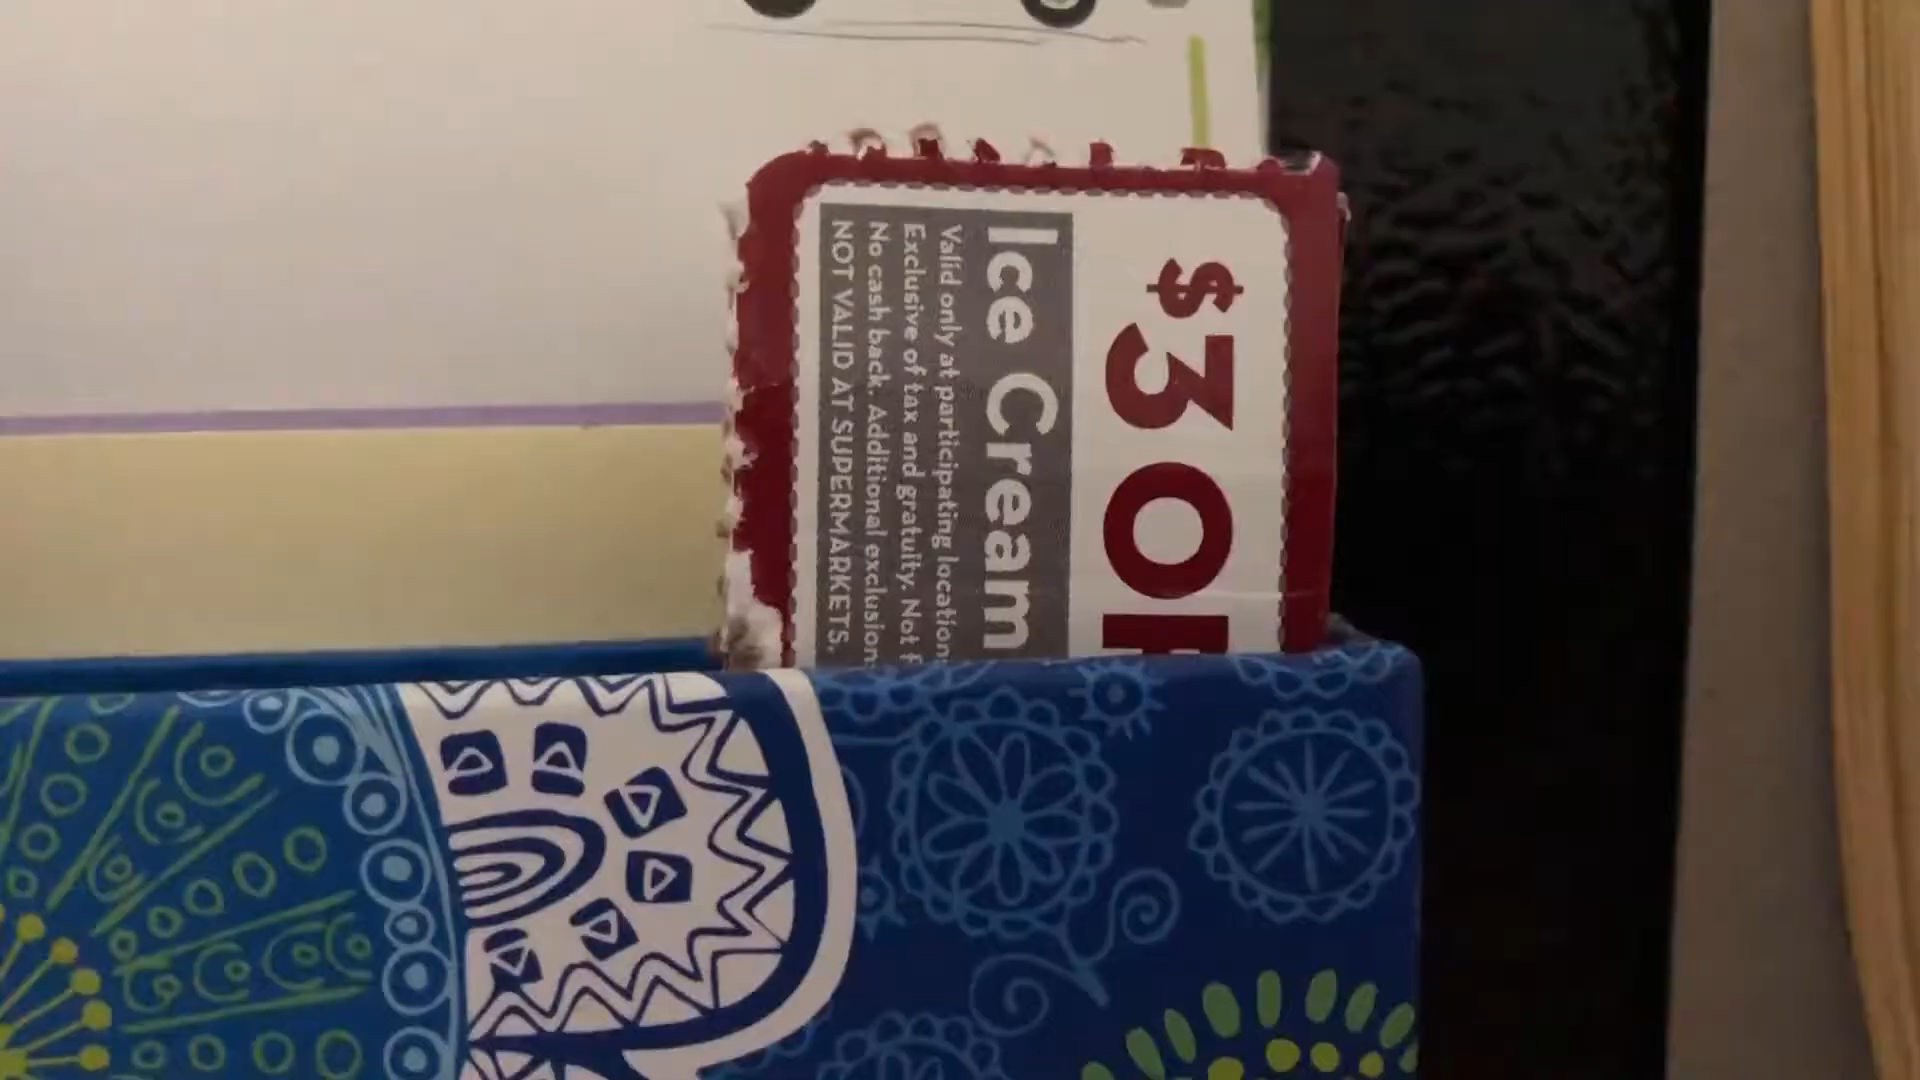 $3 O
Ice Cream
Valid only at participating location
Exclusive of tax and gratuity. Not
No cash back. Additional exclusion
NOT VALID AT SUPERMARKETS.